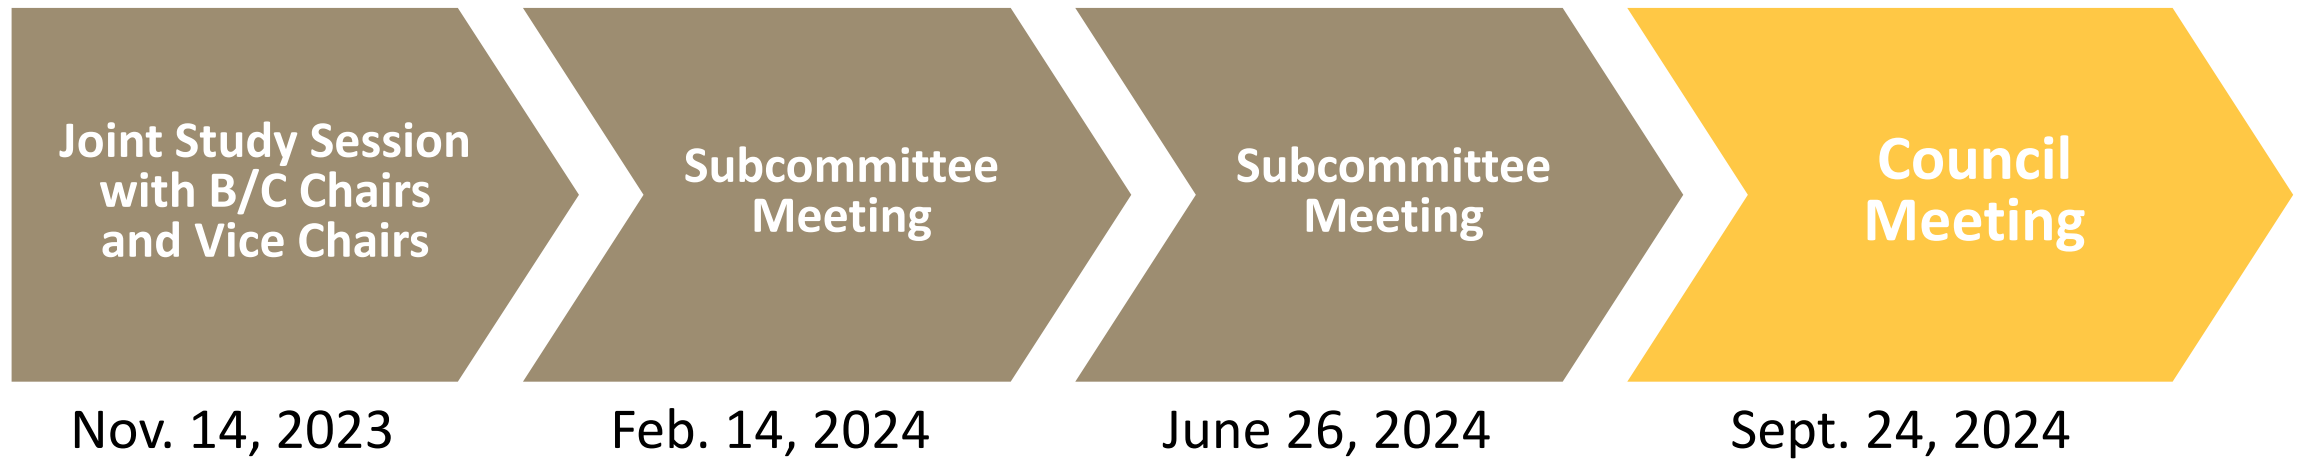 Joint Study Session
with B/C Chairs
and Vice Chairs
Subcommittee
Meeting
Subcommittee
Meeting
Council
Meeting
Nov. 14, 2023
Feb. 14, 2024
June 26, 2024
Sept. 24, 2024